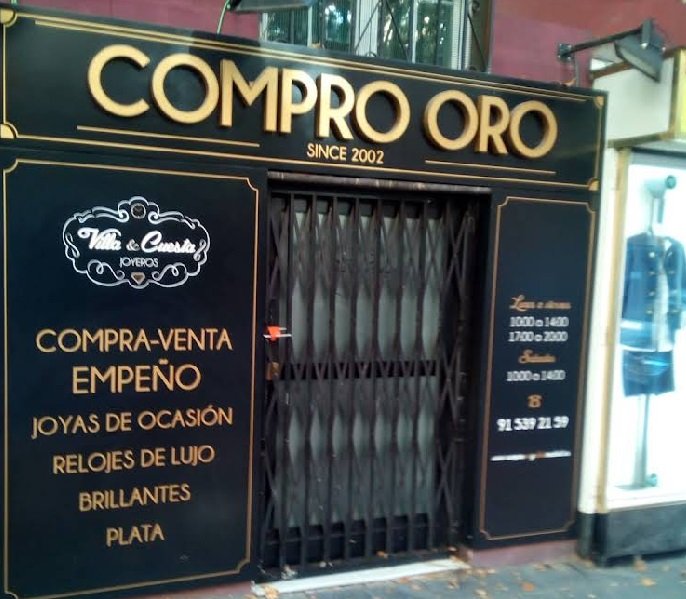 COMPRO ORO
SINCE 2002
Villa & Cuesta
JOYEROS
COMPRA-VENTA
EMPEÑO
JOYAS DE OCASIÓN
RELOJES DE LUJO
BRILLANTES
PLATA
Lunes a viernes
10:00 a 14:00
17:00 a 20:00
Sábados
10:00 a 14:00
91 539 21 59